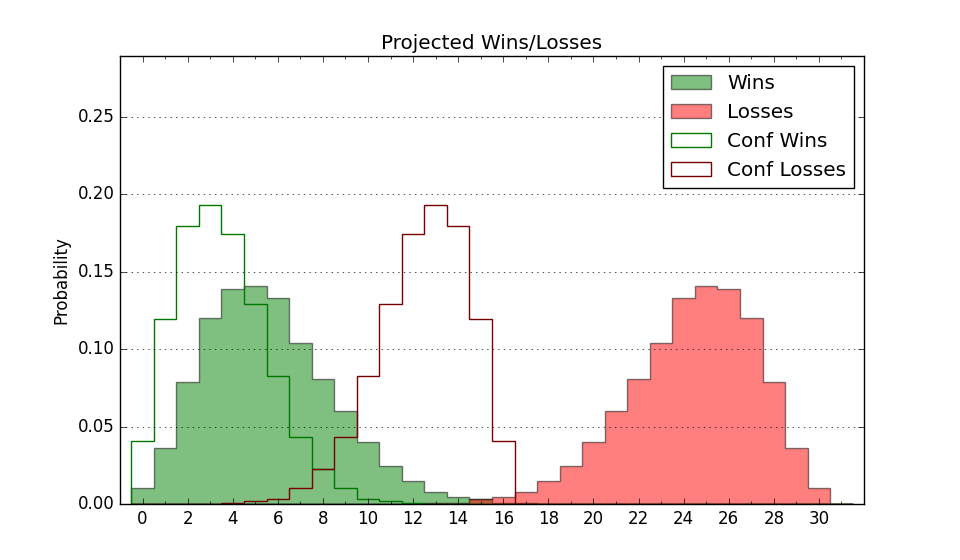 Projected Wins/Losses
Wins
Losses
Conf Wins
Conf Losses
Probability
0.25
0.20
0.15
0.10
0.05
0.00
0 2 4 6 8 10 12 14 16 18 20 22 24 26 28 30